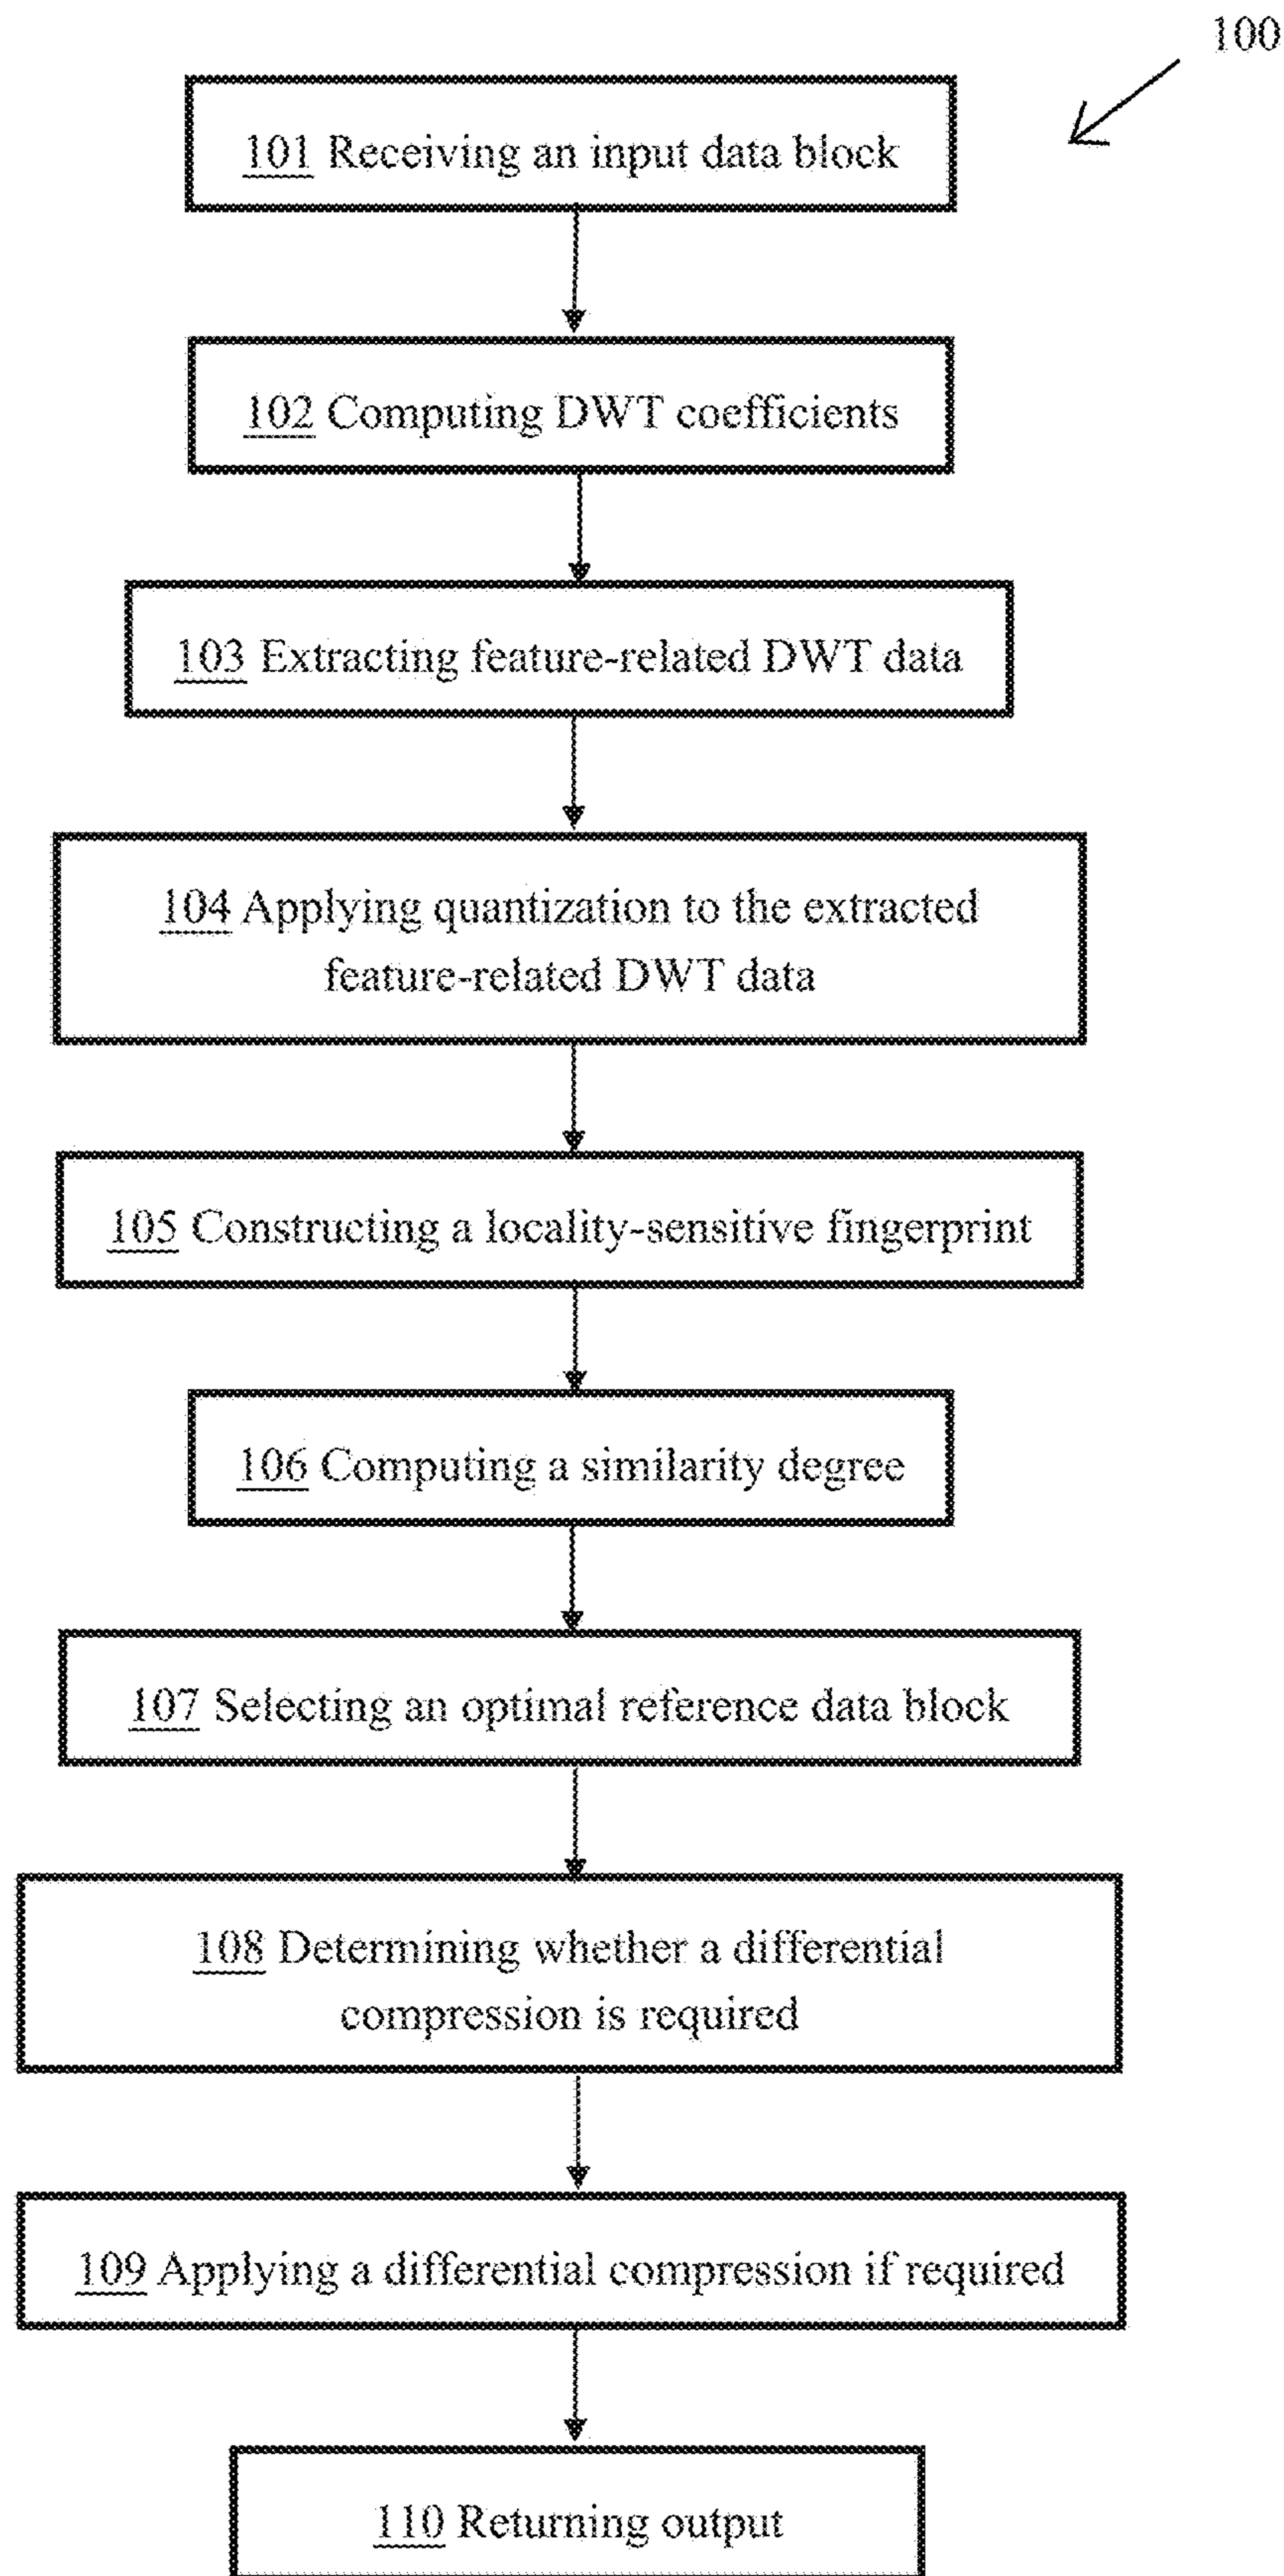 100
101 Receiving an input data block
102 Computing DWT coefficients
103 Extracting feature-related DWT data
104 Applying quantization to the extracted
feature-related DWT data
105 Constructing a locality-sensitive fingerprint
106 Computing a similarity degree
107 Selecting an optimal reference data block
108 Determining whether a differential
compression is required
109 Applying a differential compression if required
110 Returning output